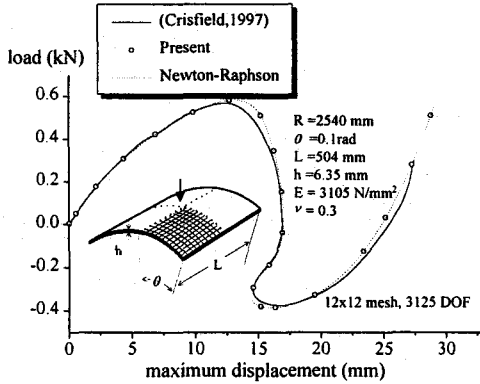 (Crisfield,1997)
Present
Newton-Raphson
load (kN)
0.6
0.4
0.2
0.0
-0.2
-0.4
R =2540 mm
θ =0.1rad
L =504 mm
h =6.35 mm
E = 3105 N/mm²
ν = 0.3
h
<-θ
L
12x12 mesh, 3125 DOF
0 5 10 15 20 25 30
maximum displacement (mm)